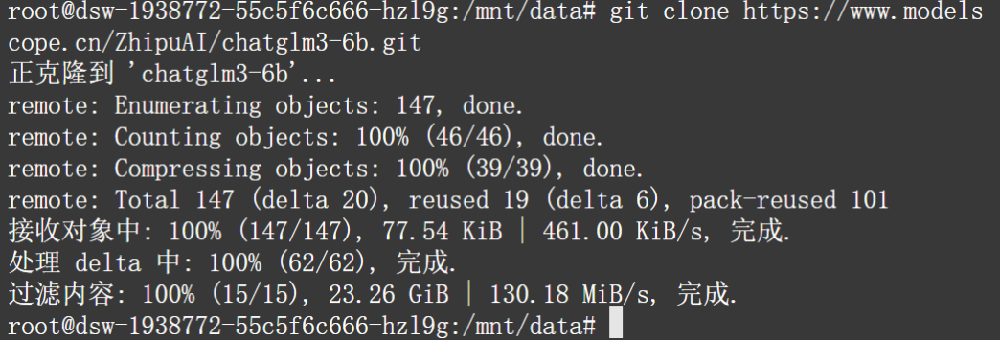 root@dsw-1938772-55c5f6c666-hzl9g:/mnt/data# git clone https://www.models
cope.cn/ZhipuAI/chatglm3-6b.git
正克隆到 'chatglm3-6b'...
remote: Enumerating objects: 147, done.
remote: Counting objects: 100% (46/46), done.
remote: Compressing objects: 100% (39/39), done.
remote: Total 147 (delta 20), reused 19 (delta 6), pack-reused 101
接收对象中: 100% (147/147), 77.54 KiB | 461.00 KiB/s, 完成.
处理 delta 中: 100% (62/62), 完成.
过滤内容: 100% (15/15), 23.26 GiB | 130.18 MiB/s, 完成.
root@dsw-1938772-55c5f6c666-hzl9g:/mnt/data#